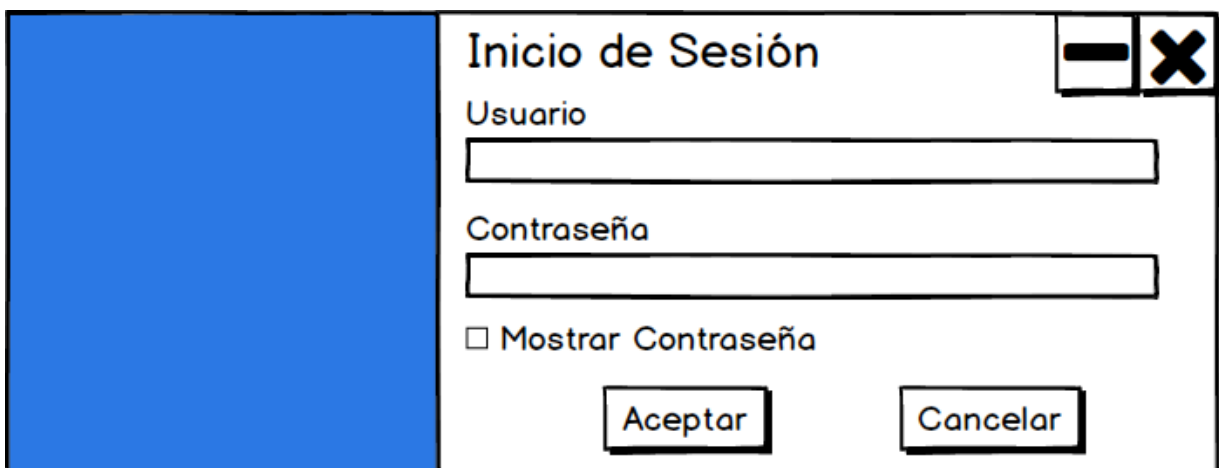 Inicio de Sesión
Usuario
Contraseña
Mostrar Contraseña
Aceptar
Cancelar